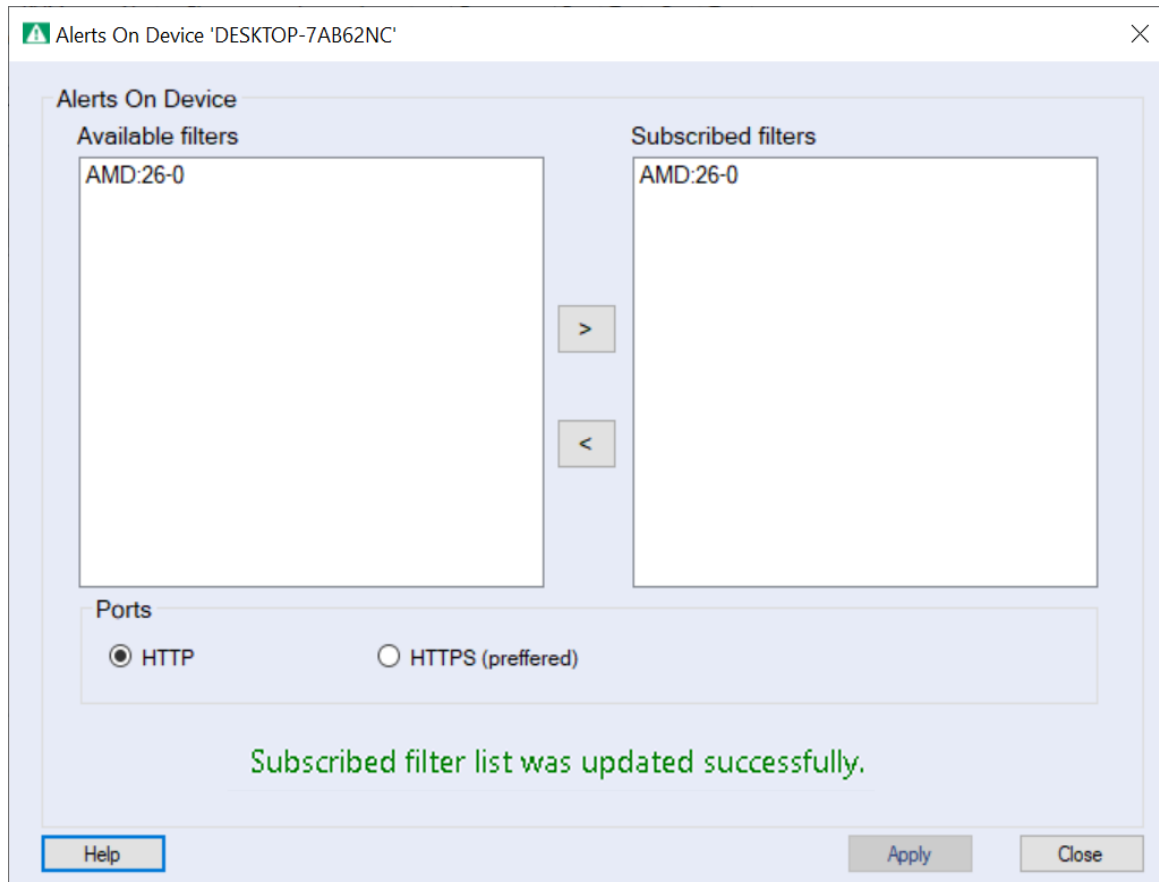 Alerts On Device 'DESKTOP-7AB62NC'
Alerts On Device
Available filters
Subscribed filters
AMD:26-0
AMD:26-0
>
<
Ports
HTTP
HTTPS (preffered)
Subscribed filter list was updated successfully.
Help
Apply
Close